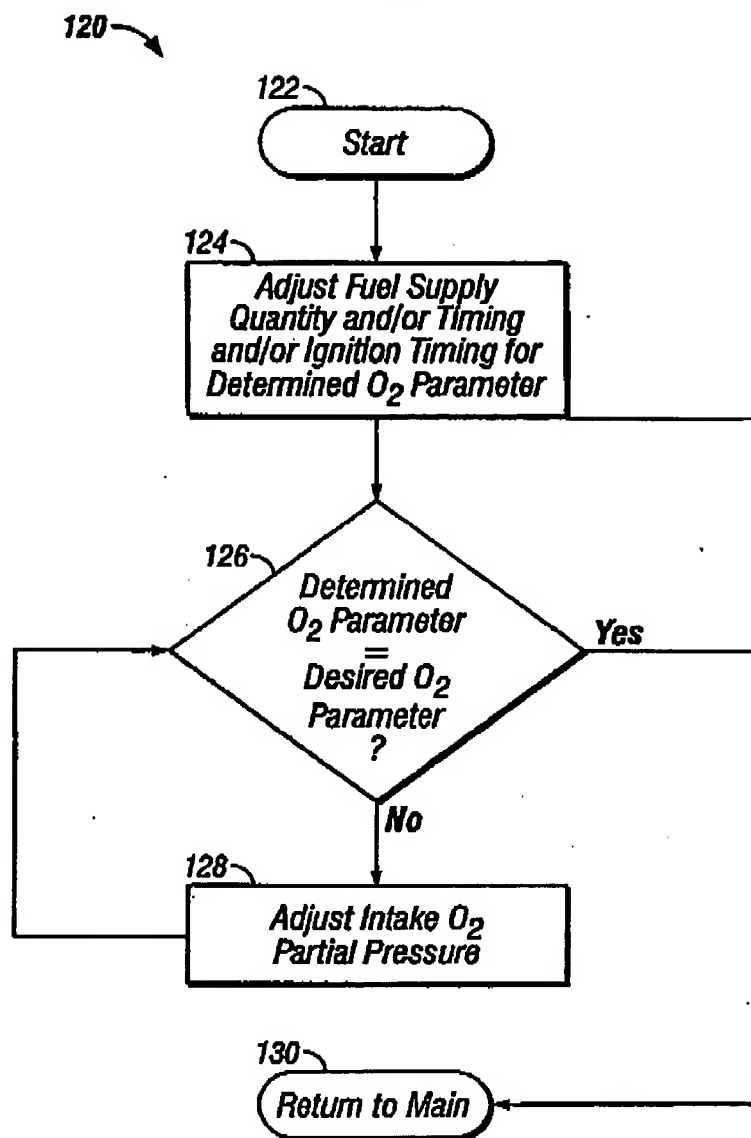 120
122
Start
124
Adjust Fuel Supply
Quantity and/or Timing
and/or Ignition Timing for
Determined O2 Parameter
126
Determined
O2 Parameter
=
Desired O2
Parameter
?
Yes
No
128
Adjust Intake O2
Partial Pressure
130
Return to Main